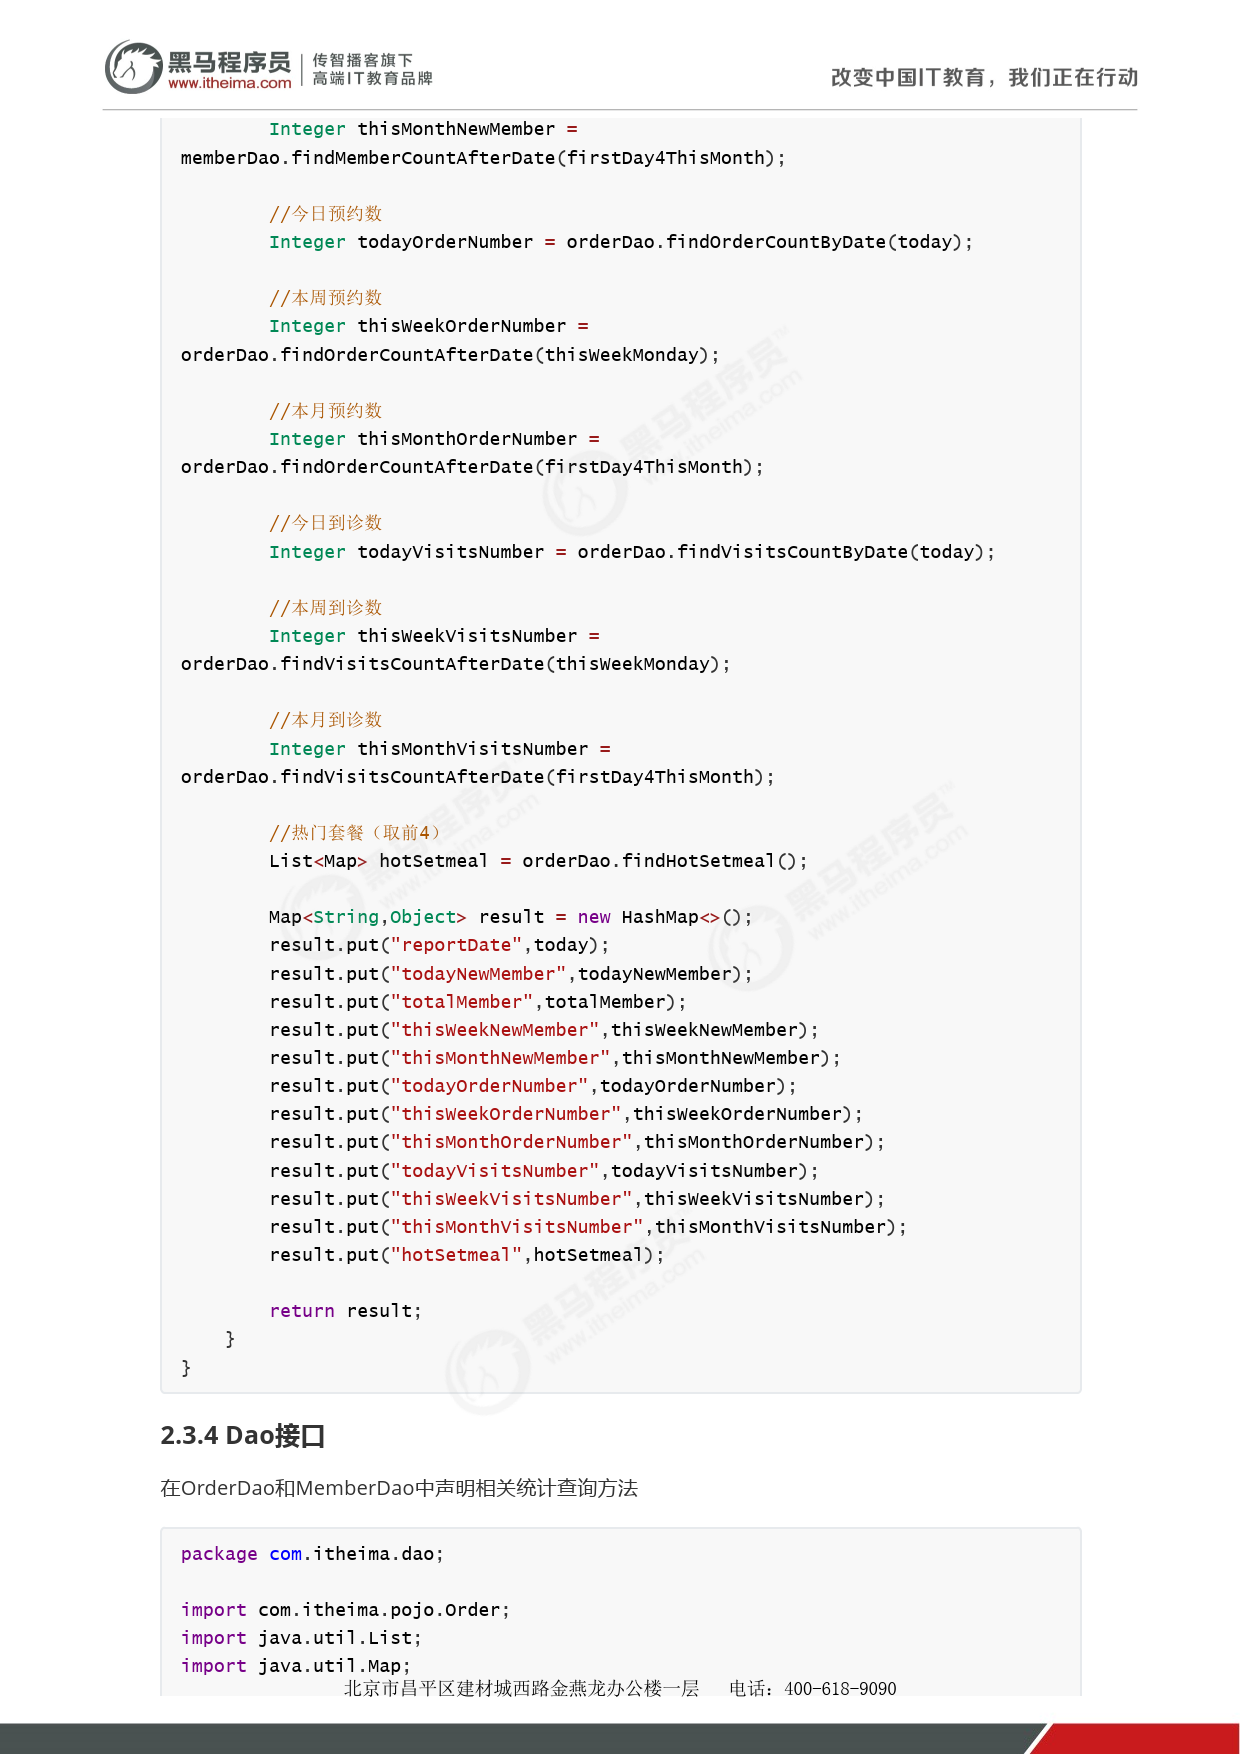 黑马程序员 传智播客旗下
www.itheima.com 高端IT教育品牌
改变中国IT教育，我们正在行动
Integer thisMonthNewMember =
memberDao.findMemberCountAfterDate(firstDay4ThisMonth);
//今日预约数
Integer todayOrderNumber = orderDao.findOrderCountByDate(today);
//本周预约数
Integer thisWeekOrderNumber =
orderDao.findOrderCountAfterDate(thisWeekMonday);
//本月预约数
Integer thisMonthOrderNumber =
orderDao.findOrderCountAfterDate(firstDay4ThisMonth);
//今日到诊数
Integer todayVisitsNumber = orderDao.findVisitsCountByDate(today);
//本周到诊数
Integer thisWeekVisitsNumber =
orderDao.findVisitsCountAfterDate(thisWeekMonday);
//本月到诊数
Integer thisMonthVisitsNumber =
orderDao.findVisitsCountAfterDate(firstDay4ThisMonth);
//热门套餐（取前4）
List<Map> hotSetmeal = orderDao.findHotSetmeal();
Map<String,Object> result = new HashMap<>();
result.put("reportDate",today);
result.put("todayNewMember",todayNewMember);
result.put("totalMember",totalMember);
result.put("thisWeekNewMember",thisWeekNewMember);
result.put("thisMonthNewMember",thisMonthNewMember);
result.put("todayOrderNumber",todayOrderNumber);
result.put("thisWeekOrderNumber",thisWeekOrderNumber);
result.put("thisMonthOrderNumber",thisMonthOrderNumber);
result.put("todayVisitsNumber",todayVisitsNumber);
result.put("thisWeekVisitsNumber",thisWeekVisitsNumber);
result.put("thisMonthVisitsNumber",thisMonthVisitsNumber);
result.put("hotSetmeal",hotSetmeal);
return result;
}
}
2.3.4 Dao接口
在OrderDao和MemberDao中声明相关统计查询方法
package com.itheima.dao;
import com.itheima.pojo.Order;
import java.util.List;
import java.util.Map;
北京市昌平区建材城西路金燕龙办公楼一层 电话：400-618-9090